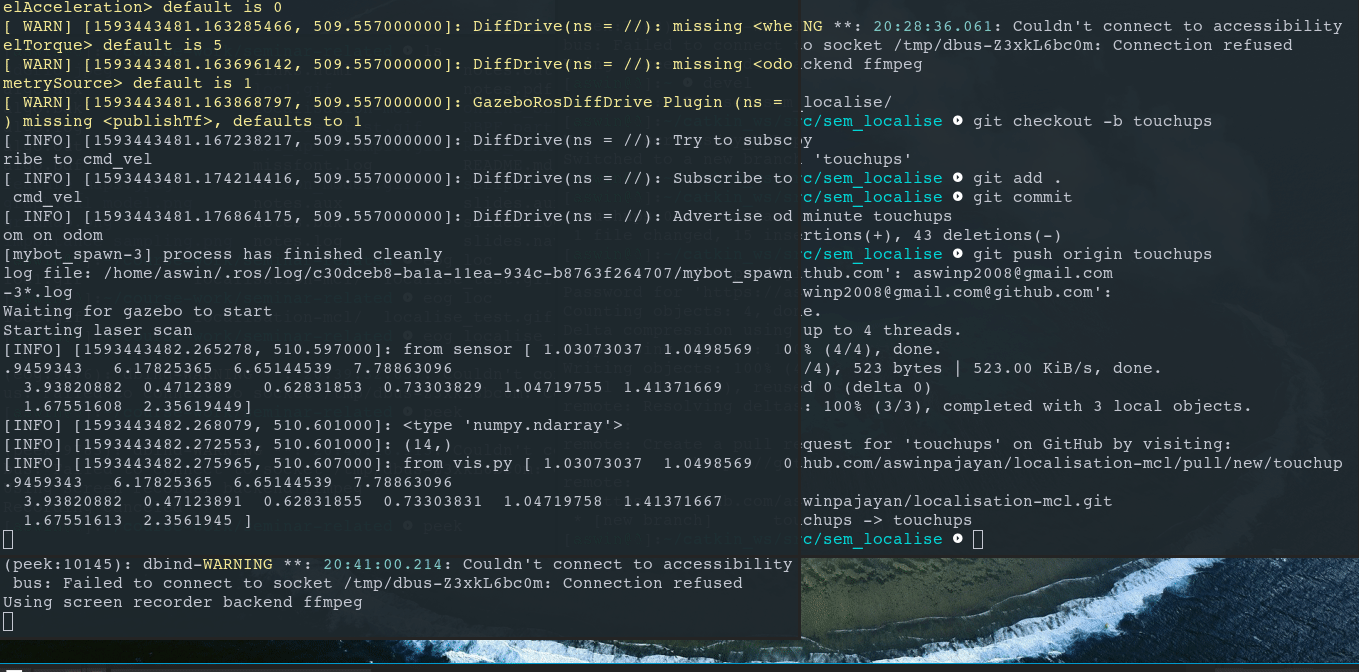 elAcceleration> default is 0
[ WARN] [1593443481.163285466, 509.557000000]: DiffDrive(ns = //): missing <whe
elTorque> default is 5
[ WARN] [1593443481.163696142, 509.557000000]: DiffDrive(ns = //): missing <odo
metrySource> default is 1
[ WARN] [1593443481.163868797, 509.557000000]: GazeboRosDiffDrive Plugin (ns =
) missing <publishTf>, defaults to 1
[ INFO] [1593443481.167238217, 509.557000000]: DiffDrive(ns = //): Try to subsc
ribe to cmd_vel
[ INFO] [1593443481.174214416, 509.557000000]: DiffDrive(ns = //): Subscribe to
cmd_vel
[ INFO] [1593443481.176864175, 509.557000000]: DiffDrive(ns = //): Advertise od
om on odom
[mybot_spawn-3] process has finished cleanly
log file: /home/aswin/.ros/log/c30dceb8-ba1a-11ea-934c-b8763f264707/mybot_spawn
-3*.log
Waiting for gazebo to start
Starting laser scan
[INFO] [1593443482.265278, 510.597000]: from sensor [ 1.03073037  1.0498569   0
.9459343   6.17825365  6.65144539  7.78863096
3.93820882  0.4712389   0.62831853  0.73303829  1.04719755  1.41371669
1.67551608  2.35619449]
[INFO] [1593443482.268079, 510.601000]: <type 'numpy.ndarray'>
[INFO] [1593443482.272553, 510.601000]: (14,)
[INFO] [1593443482.275965, 510.607000]: from vis.py [ 1.03073037  1.0498569   0
.9459343   6.17825365  6.65144539  7.78863096
3.93820882  0.47123891  0.62831855  0.73303831  1.04719758  1.41371667
1.67551613  2.3561945 ]
(peek:10145): dbind-WARNING **: 20:41:00.214: Couldn't connect to accessibility
bus: Failed to connect to socket /tmp/dbus-Z3xkL6bc0m: Connection refused
Using screen recorder backend ffmpeg
NG **: 20:28:36.061: Couldn't connect to accessibility
o socket /tmp/dbus-Z3xkL6bc0m: Connection refused
ckend ffmpeg
_localise/
rc/sem_localise git checkout -b touchups
py
'touchups'
rc/sem_localise git add .
rc/sem_localise git commit
minute touchups
ertions(+), 43 deletions(-)
rc/sem_localise git push origin touchups
thub.com': aswinp2008@gmail.com
winp2008@gmail.com@github.com':
e.
up to 4 threads.
% (4/4), done.
/4), 523 bytes | 523.00 KiB/s, done.
d 0 (delta 0)
: 100% (3/3), completed with 3 local objects.
quest for 'touchups' on GitHub by visiting:
hub.com/aswinpajayan/localisation-mcl/pull/new/touchup
winpajayan/localisation-mcl.git
chups -> touchups
rc/sem_localise